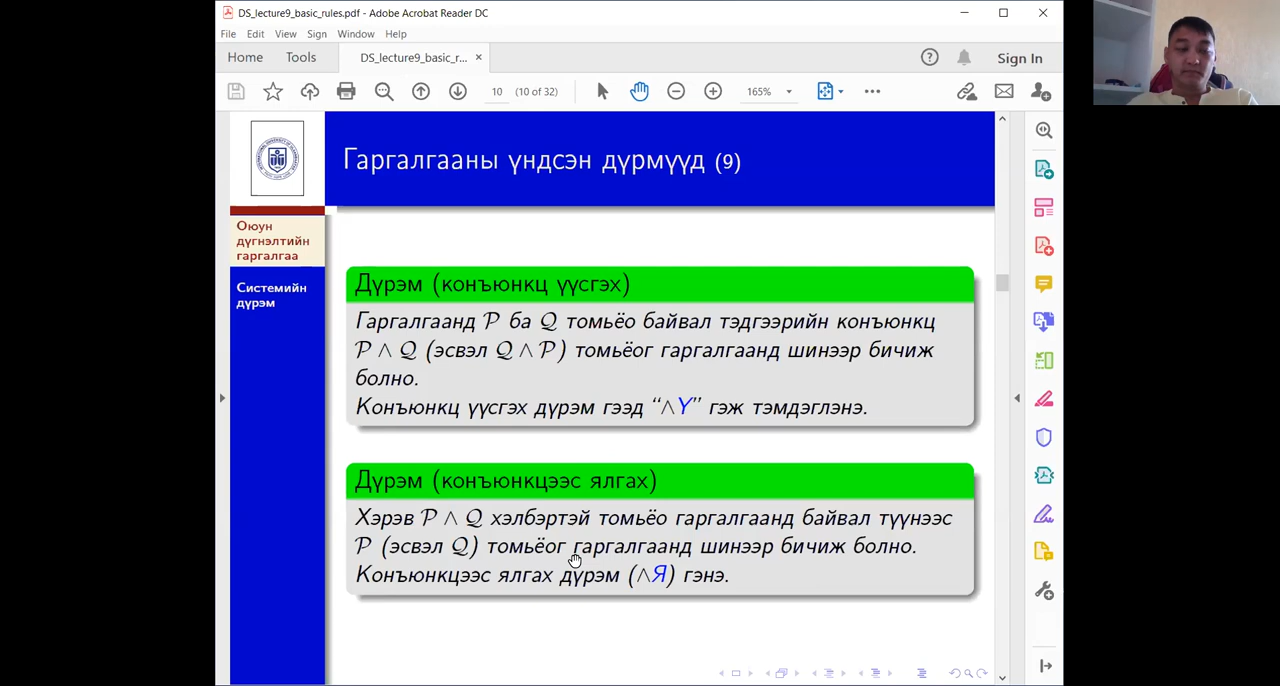 DS_lecture9_basic_rules.pdf - Adobe Acrobat Reader DC
File Edit View Sign Window Help
Home Tools DS_lecture9_basic_r... × Sign In
10 (10 of 32) 165%
Гаргалгааны үндсэн дүрмүүд (9)
Оюун
дүгнэлтийн
гаргалгаа
Системийн
дүрэм
Дүрэм (конъюнкц үүсгэх)
Гаргалгаанд P ба Q томьёо байвал тэдгээрийн конъюнкц
P ∧ Q (эсвэл Q ∧ P) томьёог гаргалгаанд шинээр бичиж
болно.
Конъюнкц үүсгэх дүрэм гээд “∧Ү” гэж тэмдэглэнэ.
Дүрэм (конъюнкцээс ялгах)
Хэрэв P ∧ Q хэлбэртэй томьёо гаргалгаанд байвал түүнээс
P (эсвэл Q) томьёог гаргалгаанд шинээр бичиж болно.
Конъюнкцээс ялгах дүрэм (∧Я) гэнэ.